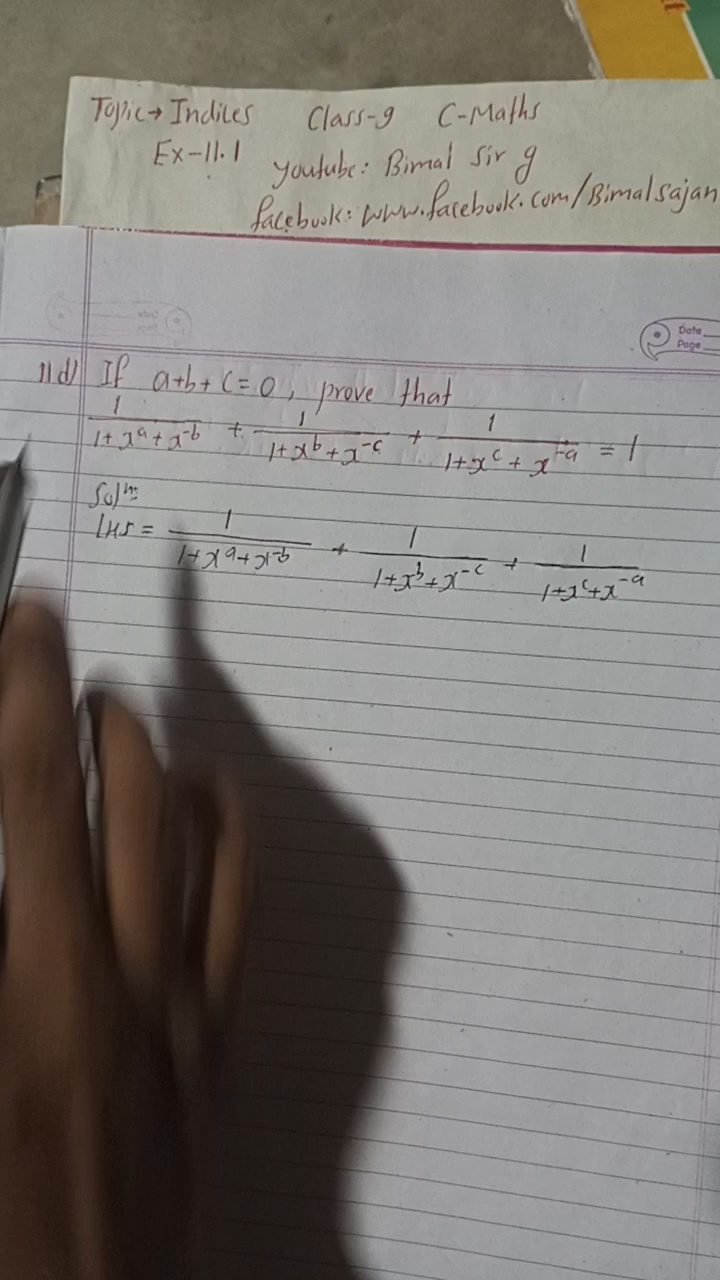 Topic→ Indices Class-9 C-Maths
Ex-11.1 youtube: Bimal Sir g
facebook: www.facebook.com/Bimalsajan
Date
Page
11d) If a+b+c=0, prove that
1/(1+x^a+x^-b) + 1/(1+x^b+x^-c) + 1/(1+x^c+x^-a) = 1
Solⁿ:
LHS = 1/(1+x^a+x^-b) + 1/(1+x^b+x^-c) + 1/(1+x^c+x^-a)